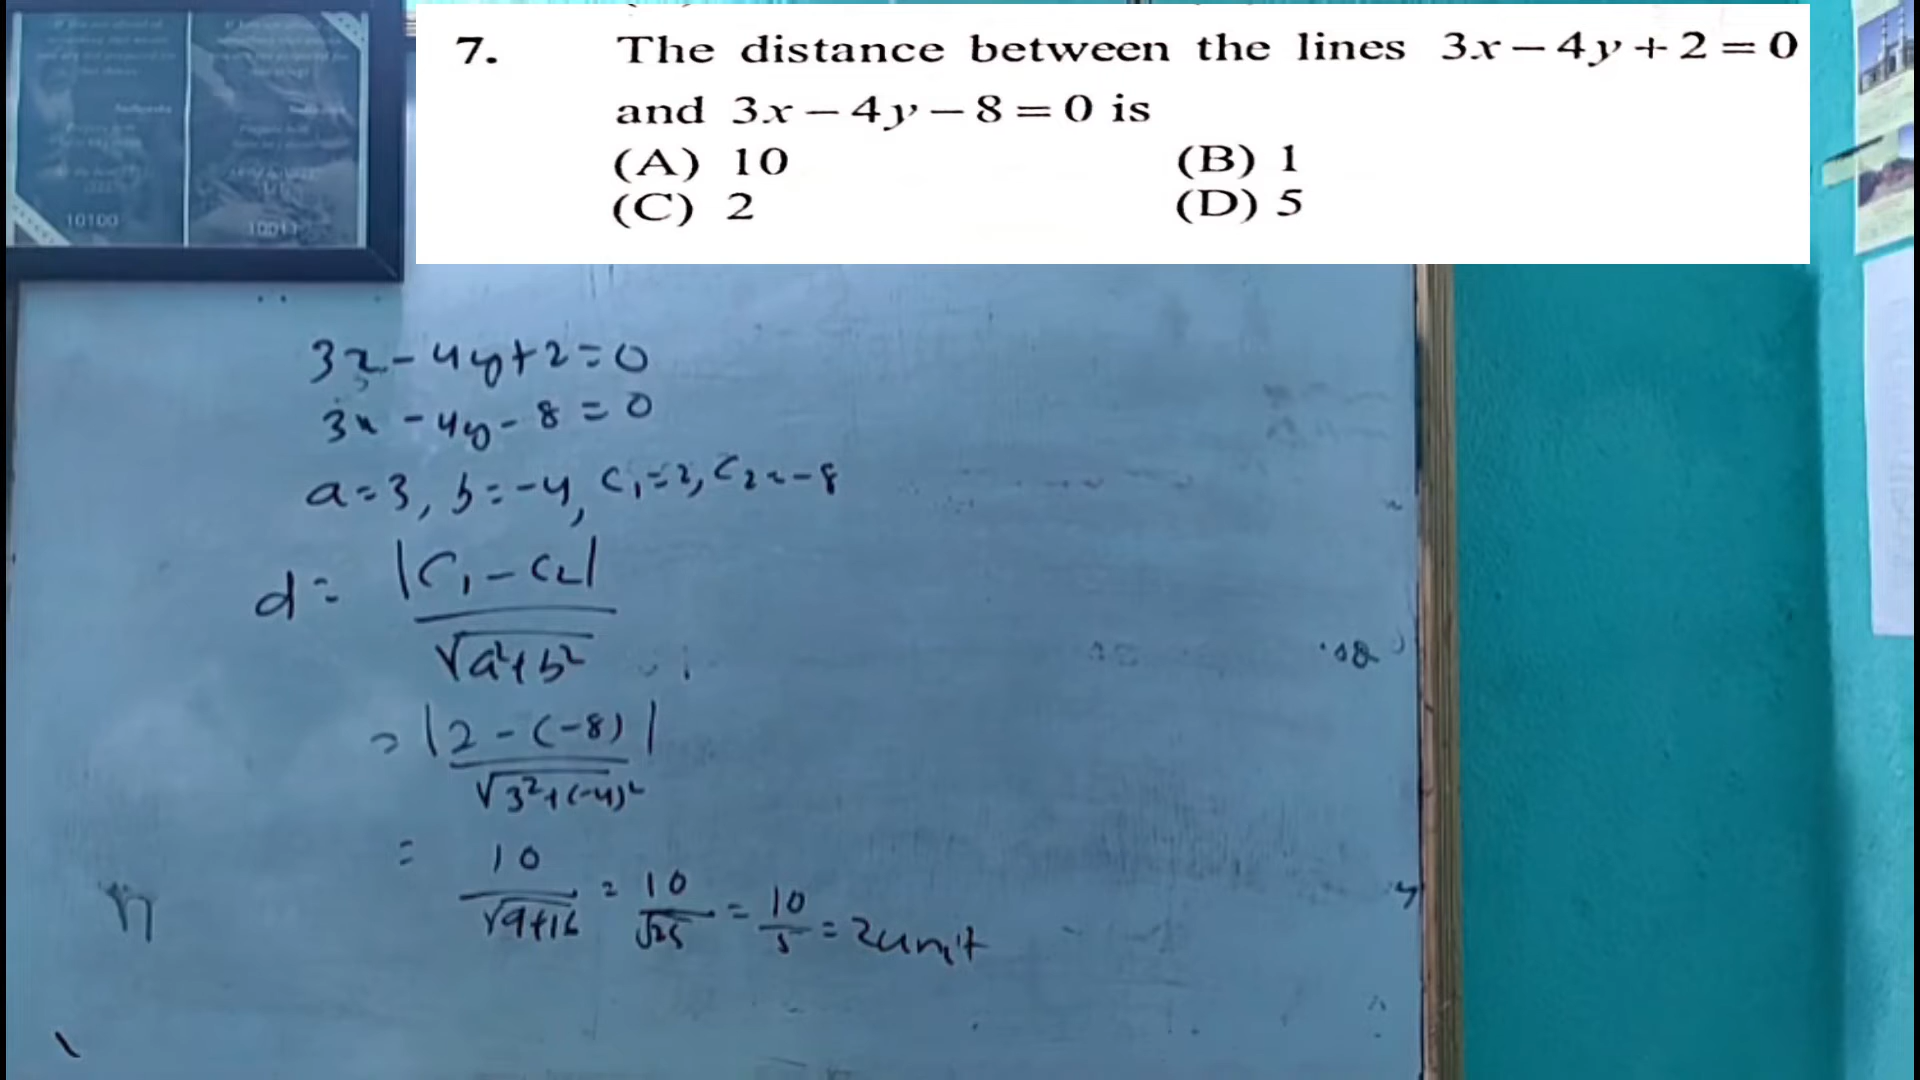 7. The distance between the lines 3x − 4y + 2 = 0
and 3x − 4y − 8 = 0 is
(A) 10 (B) 1
(C) 2 (D) 5
10100
3x - 4y + 2 = 0
3x - 4y - 8 = 0
a = 3, b = -4, C₁ = 2, C₂ = -8
d = |C₁ - C₂|
√a²+b²
= |2 - (-8)|
√3²+(-4)²
= 10 = 10 = 10 = 2 unit
√9+16 √25 5